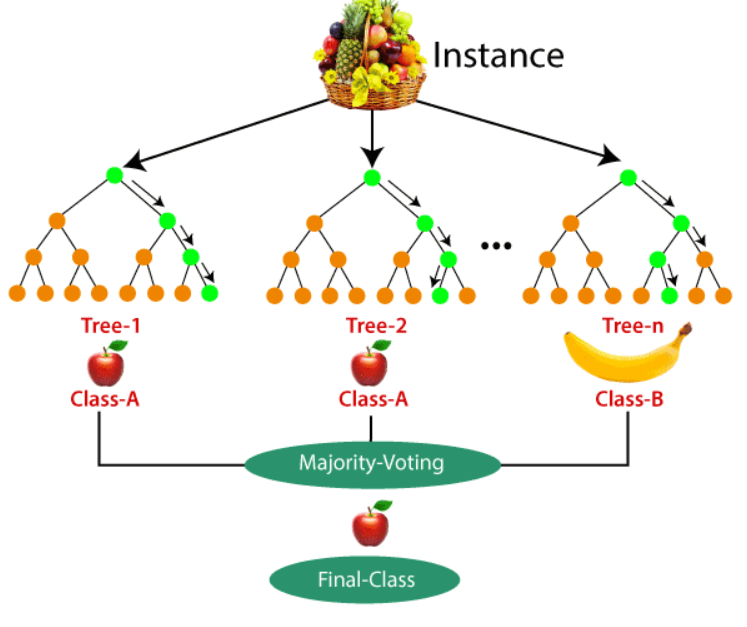 Instance
...
Tree-1
Tree-2
Tree-n
Class-A
Class-A
Class-B
Majority-Voting
Final-Class